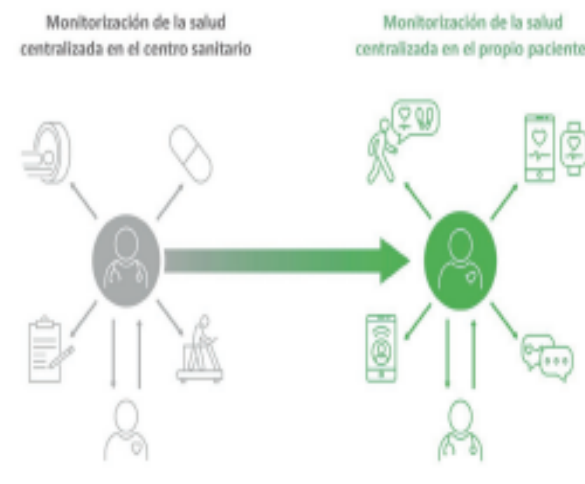 Monitorización de la salud
centralizada en el centro sanitario
Monitorización de la salud
centralizada en el propio paciente